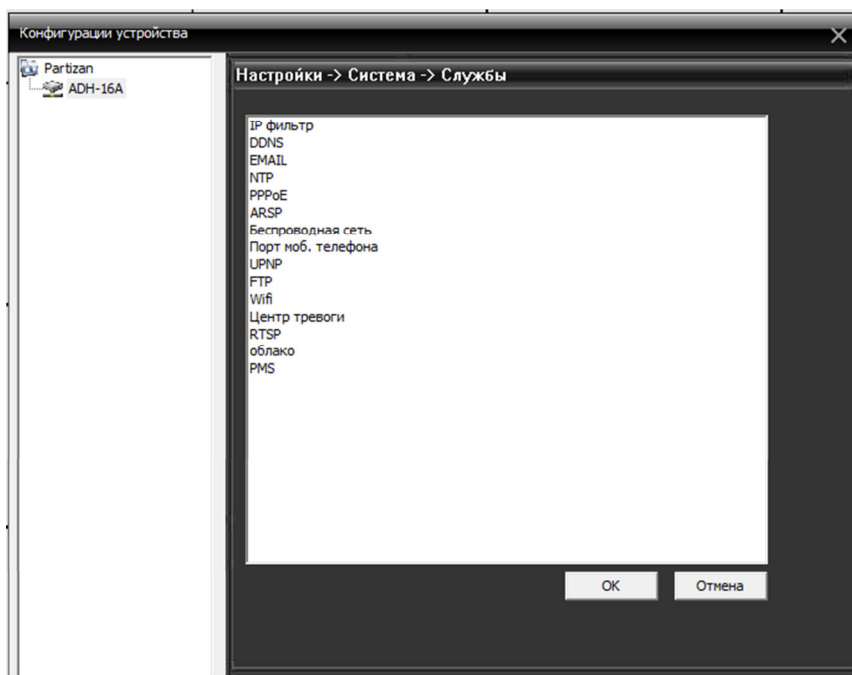 Конфигурации устройства
Partizan
ADH-16A
Настройки -> Система -> Службы
IP фильтр
DDNS
EMAIL
NTP
PPPoE
ARSP
Беспроводная сеть
Порт моб. телефона
UPNP
FTP
Wifi
Центр тревоги
RTSP
облако
PMS
OK
Отмена